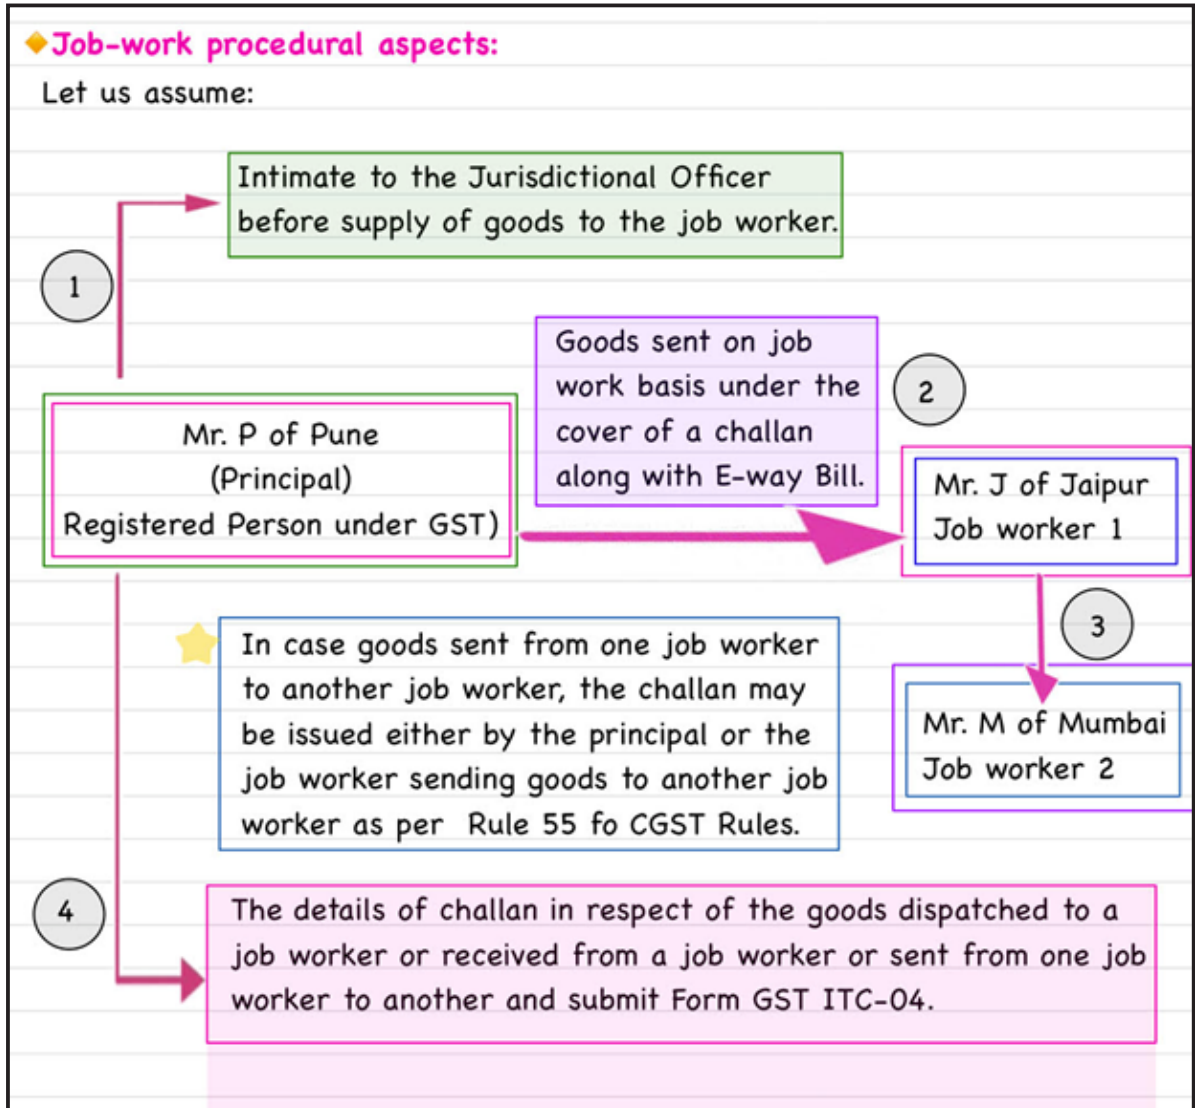 Job-work procedural aspects:
Let us assume:
Intimate to the Jurisdictional Officer
before supply of goods to the job worker.
1
Goods sent on job
work basis under the
cover of a challan
along with E-way Bill.
2
Mr. P of Pune
(Principal)
Registered Person under GST)
Mr. J of Jaipur
Job worker 1
3
In case goods sent from one job worker
to another job worker, the challan may
be issued either by the principal or the
job worker sending goods to another job
worker as per Rule 55 fo CGST Rules.
Mr. M of Mumbai
Job worker 2
4
The details of challan in respect of the goods dispatched to a
job worker or received from a job worker or sent from one job
worker to another and submit Form GST ITC-04.